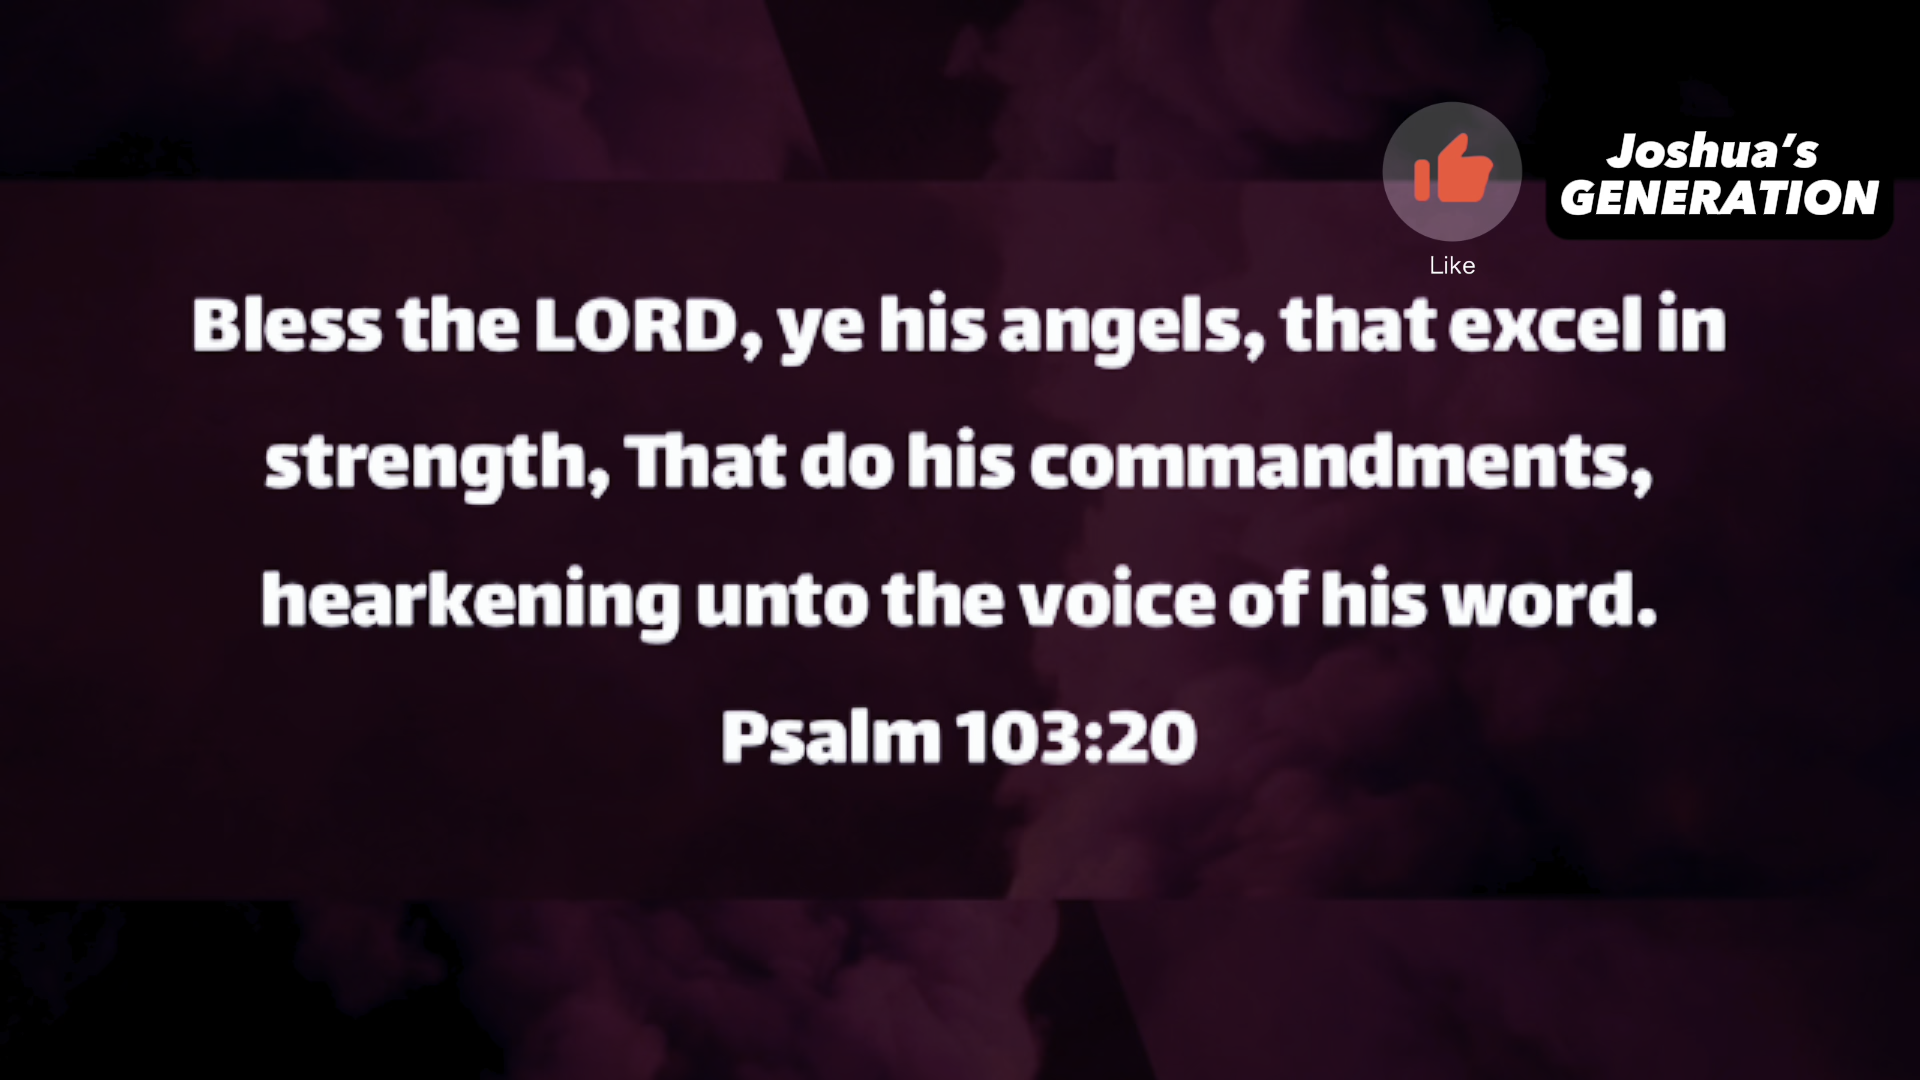 Joshua's
GENERATION
Like
Bless the LORD, ye his angels, that excel in
strength, That do his commandments,
hearkening unto the voice of his word.
Psalm 103:20